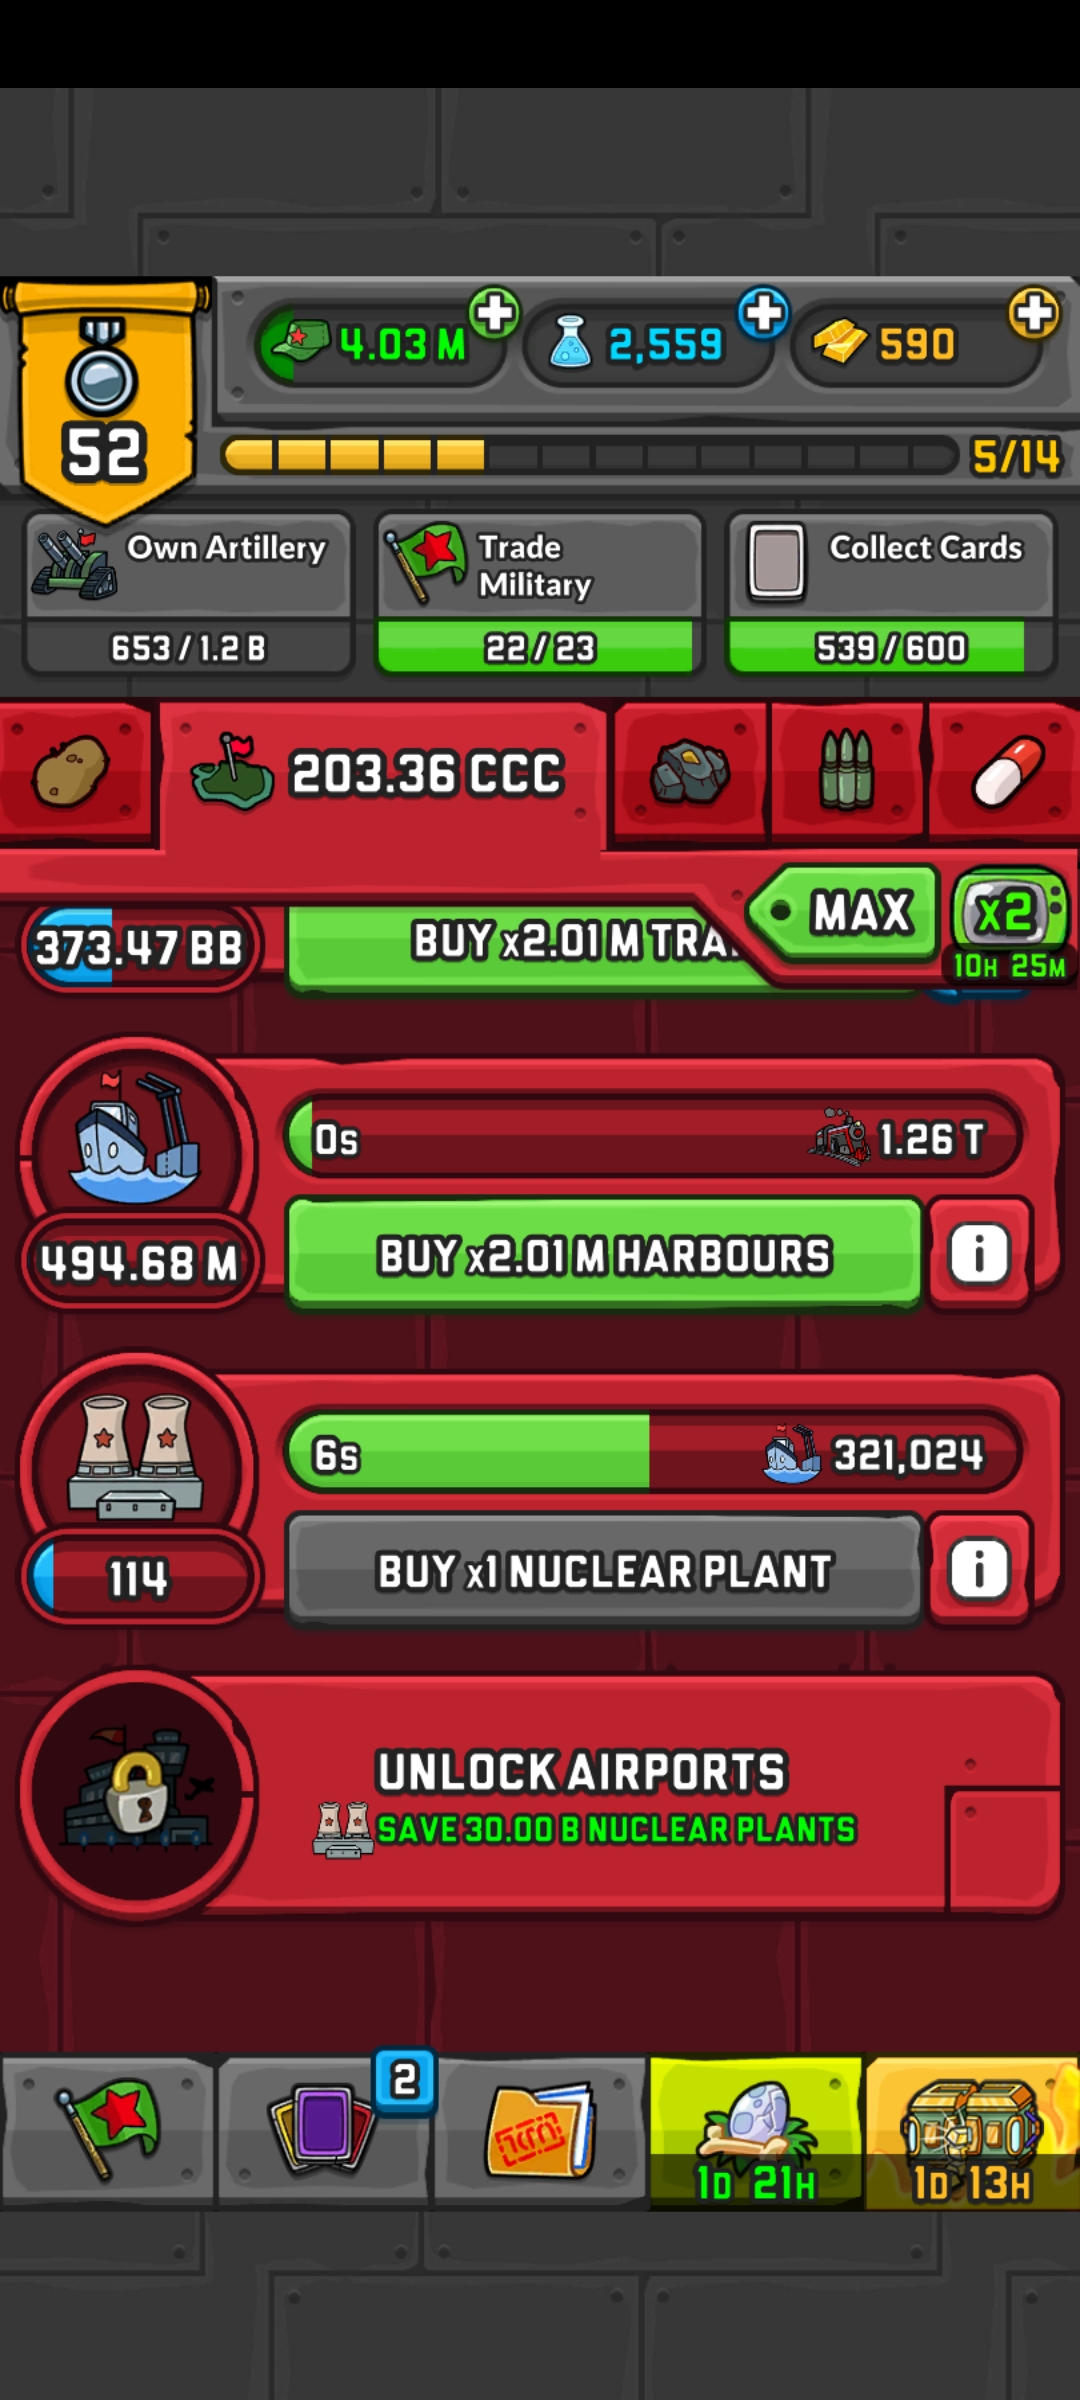 4.03 M
2,559
590
52
5/14
Own Artillery
653 / 1.2 B
Trade
Military
22 / 23
Collect Cards
539 / 600
203.36 CCC
MAX
x2
10H 25M
373.47 BB
BUY x2.01 M
0s
1.26 T
494.68 M
BUY x2.01 M HARBOURS
i
6s
321,024
114
BUY x1 NUCLEAR PLANT
i
UNLOCK AIRPORTS
SAVE 30.00 B NUCLEAR PLANTS
2
1D 21H
1D 13H